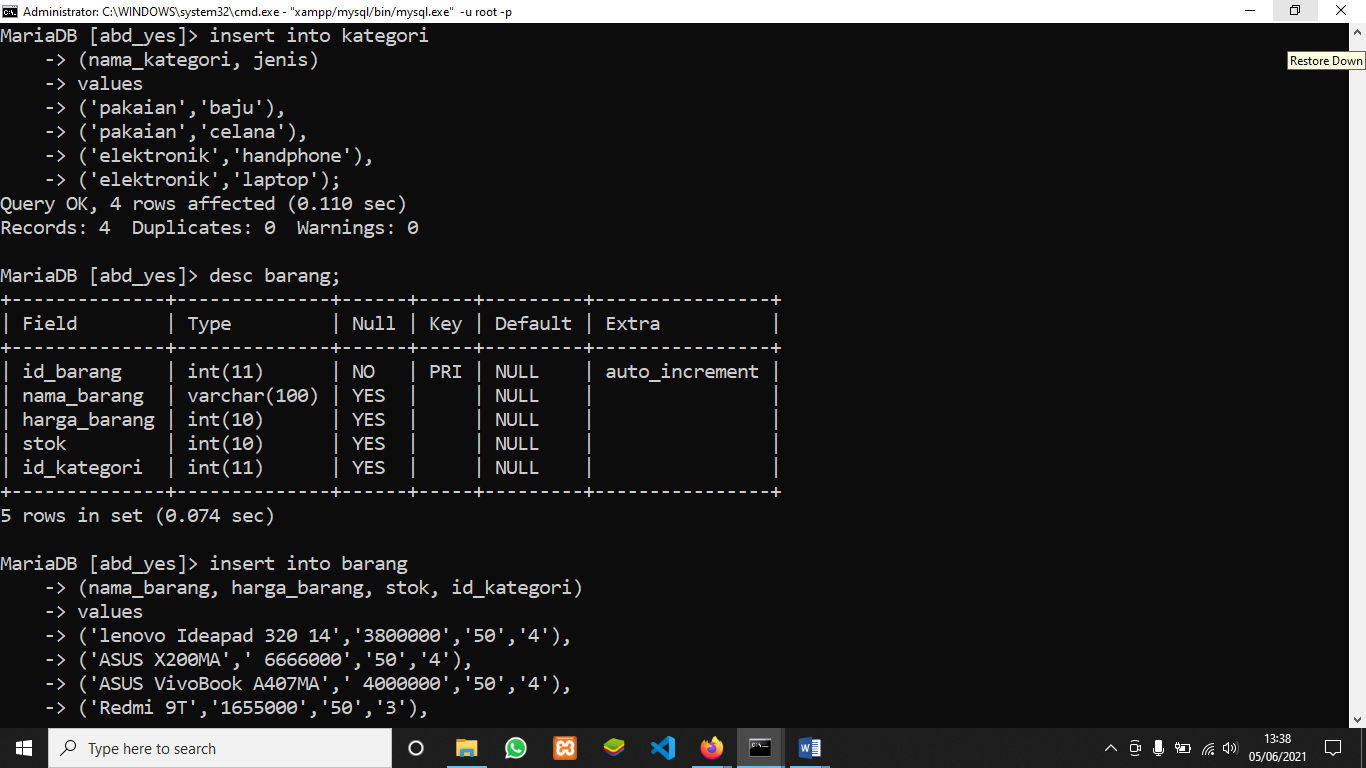 Administrator: C:\WINDOWS\system32\cmd.exe - "xampp/mysql/bin/mysql.exe" -u root -p
MariaDB [abd_yes]> insert into kategori
    -> (nama_kategori, jenis)
Restore Down
    -> values
    -> ('pakaian','baju'),
    -> ('pakaian','celana'),
    -> ('elektronik','handphone'),
    -> ('elektronik','laptop');
Query OK, 4 rows affected (0.110 sec)
Records: 4  Duplicates: 0  Warnings: 0
MariaDB [abd_yes]> desc barang;
+--------------+--------------+------+-----+---------+----------------+
| Field        | Type         | Null | Key | Default | Extra          |
+--------------+--------------+------+-----+---------+----------------+
| id_barang    | int(11)      | NO   | PRI | NULL    | auto_increment |
| nama_barang  | varchar(100) | YES  |     | NULL    |                |
| harga_barang | int(10)      | YES  |     | NULL    |                |
| stok         | int(10)      | YES  |     | NULL    |                |
| id_kategori  | int(11)      | YES  |     | NULL    |                |
+--------------+--------------+------+-----+---------+----------------+
5 rows in set (0.074 sec)
MariaDB [abd_yes]> insert into barang
    -> (nama_barang, harga_barang, stok, id_kategori)
    -> values
    -> ('lenovo Ideapad 320 14','3800000','50','4'),
    -> ('ASUS X200MA',' 6666000','50','4'),
    -> ('ASUS VivoBook A407MA',' 4000000','50','4'),
    -> ('Redmi 9T','1655000','50','3'),
Type here to search
13:38
05/06/2021